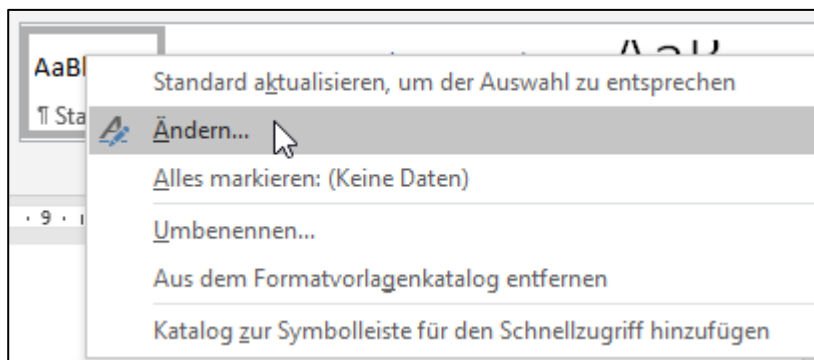 AaBl
Standard aktualisieren, um der Auswahl zu entsprechen
¶ Sta
Ändern...
Alles markieren: (Keine Daten)
· 9 ·
Umbenennen...
Aus dem Formatvorlagenkatalog entfernen
Katalog zur Symbolleiste für den Schnellzugriff hinzufügen